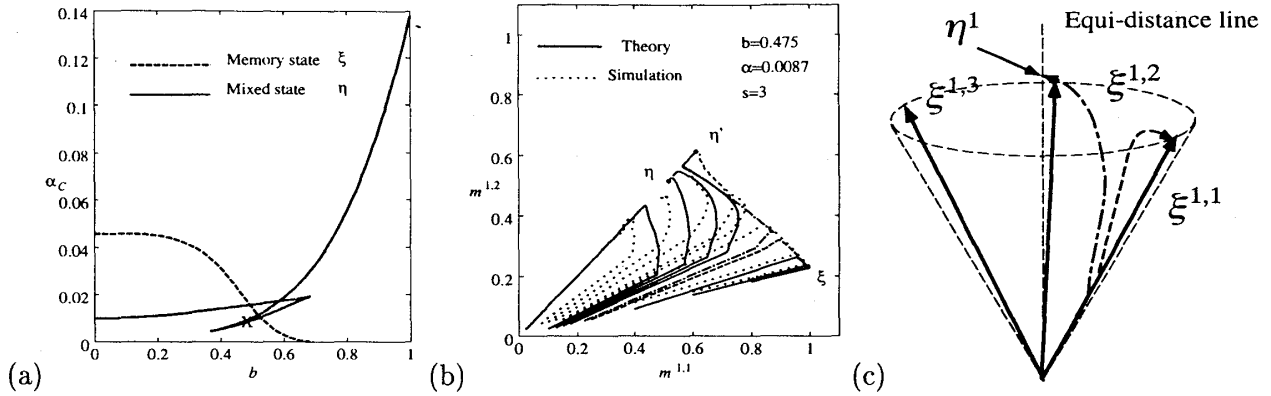 0.14
0.12
0.10
0.08
0.06
0.04
0.02
0
α_C
Memory state ξ
Mixed state η
x
0 0.2 0.4 0.6 0.8 1
b
(a)
1
0.8
0.6
0.4
0.2
0
m^{1,2}
Theory
Simulation
b=0.475
α=0.0087
s=3
η'
η
ξ
0 0.2 0.4 0.6 0.8 1
m^{1,1}
(b)
Equi-distance line
η^1
ξ^{1,3}
ξ^{1,2}
ξ^{1,1}
(c)